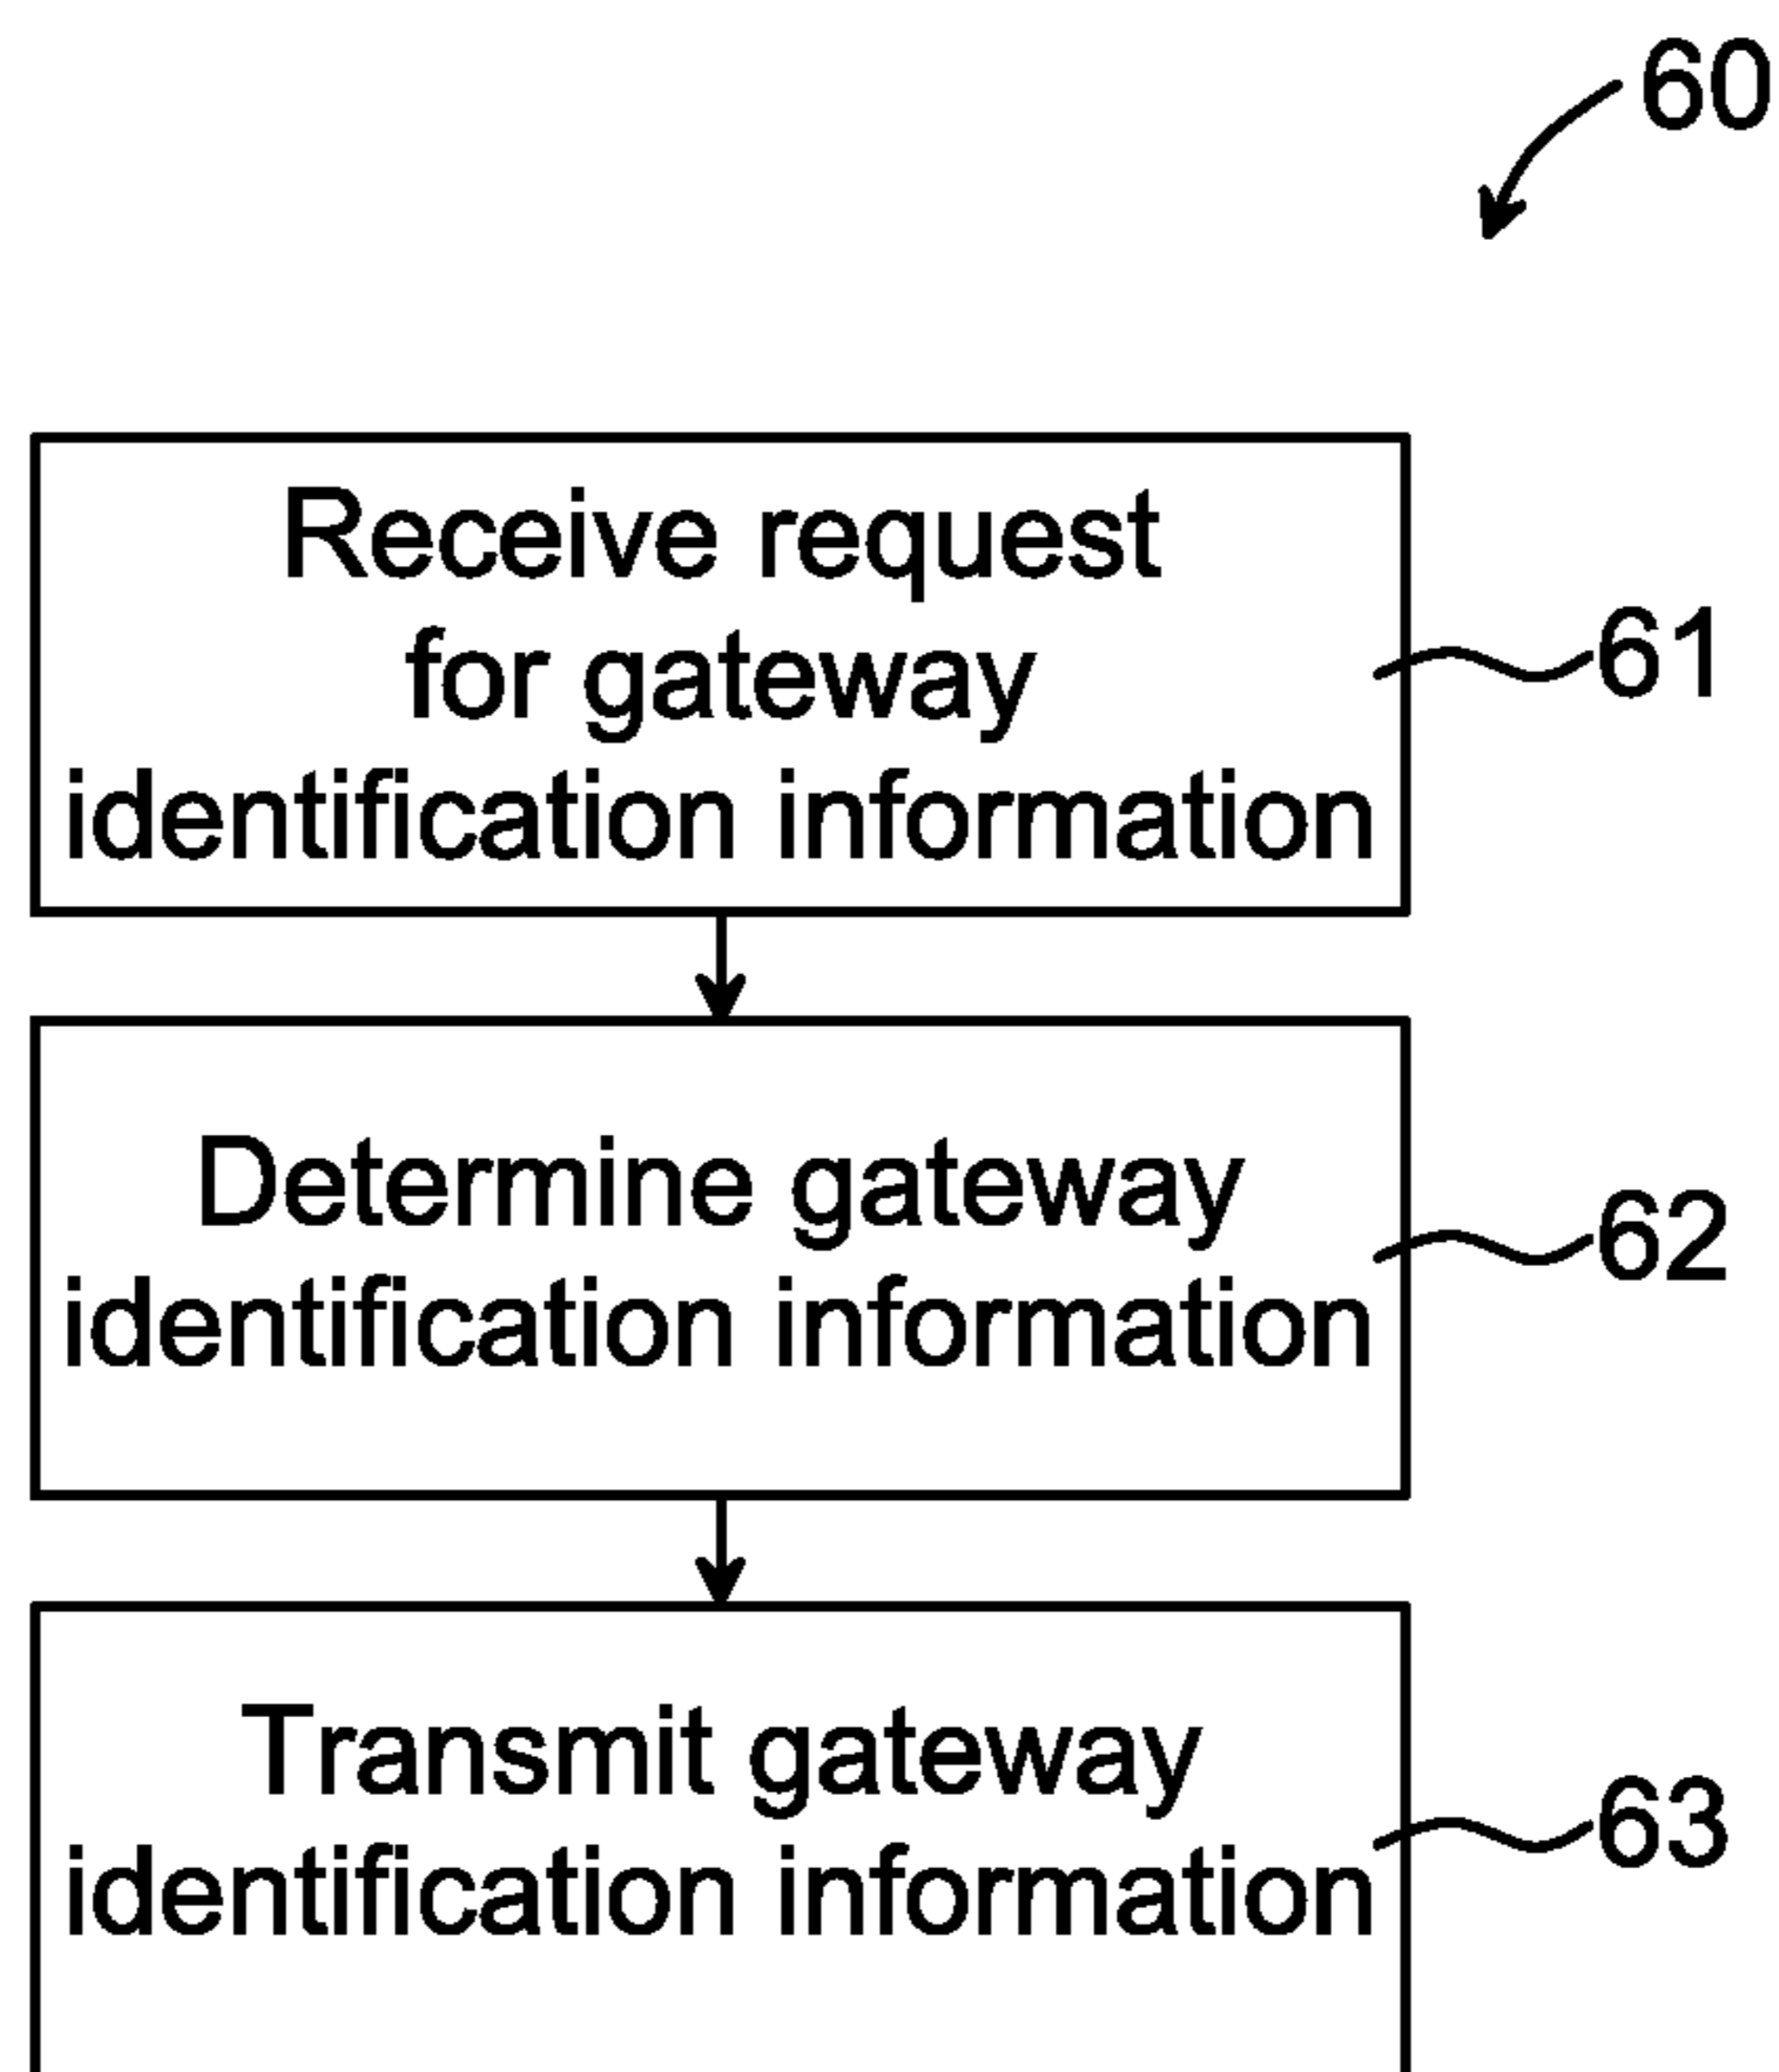 60
Receive request
for gateway
identification information
61
Determine gateway
identification information
62
Transmit gateway
identification information
63